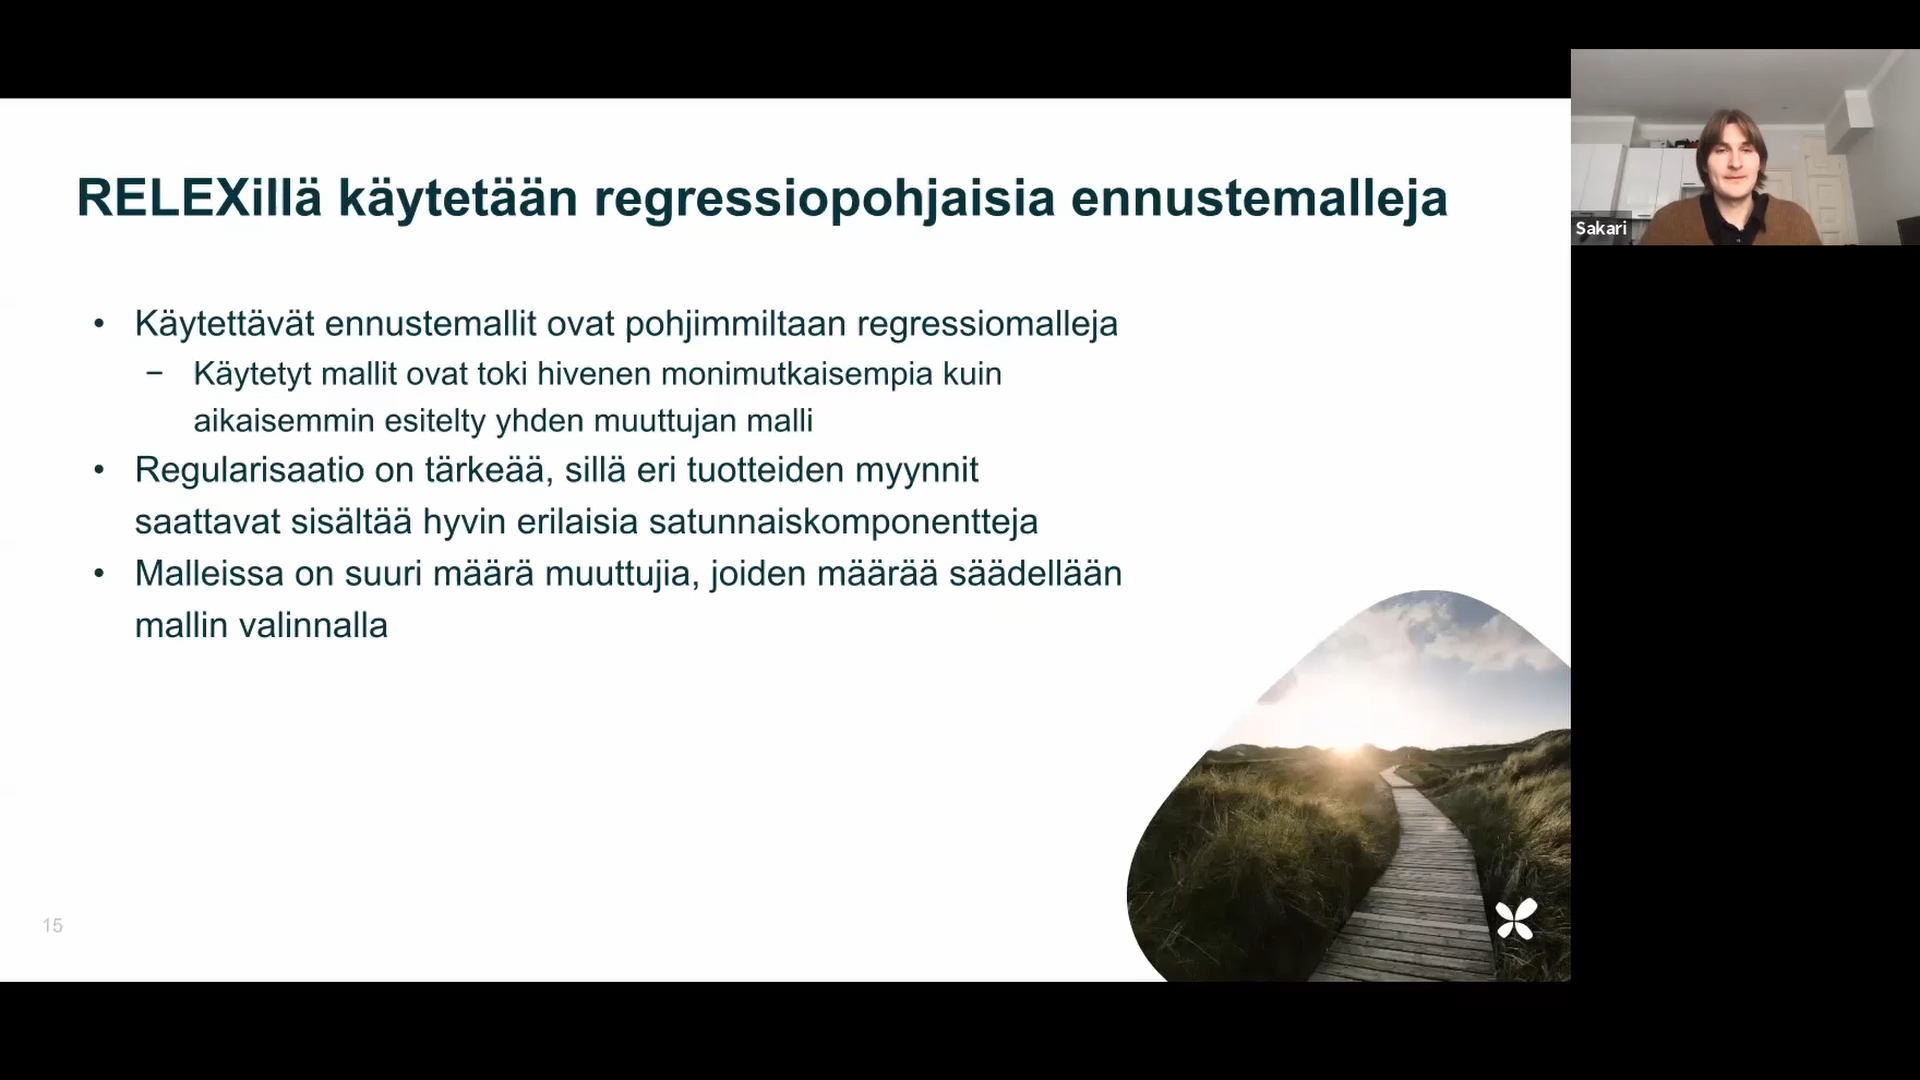 RELEXillä käytetään regressiopohjaisia ennustemalleja
• Käytettävät ennustemallit ovat pohjimmiltaan regressiomalleja
− Käytetyt mallit ovat toki hivenen monimutkaisempia kuin
aikaisemmin esitelty yhden muuttujan malli
• Regularisaatio on tärkeää, sillä eri tuotteiden myynnit
saattavat sisältää hyvin erilaisia satunnaiskomponentteja
• Malleissa on suuri määrä muuttujia, joiden määrää säädellään
mallin valinnalla
15
Sakari